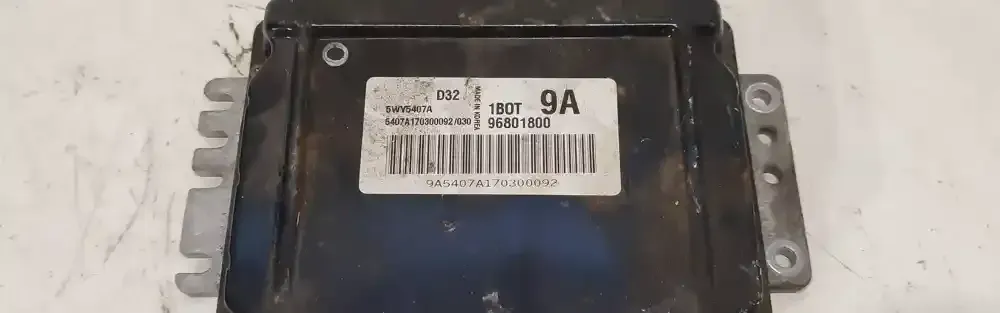 D32
5WY5407A
5407A170300092/030
MADE IN KOREA
1BOT 9A
96801800
9A5407A170300092